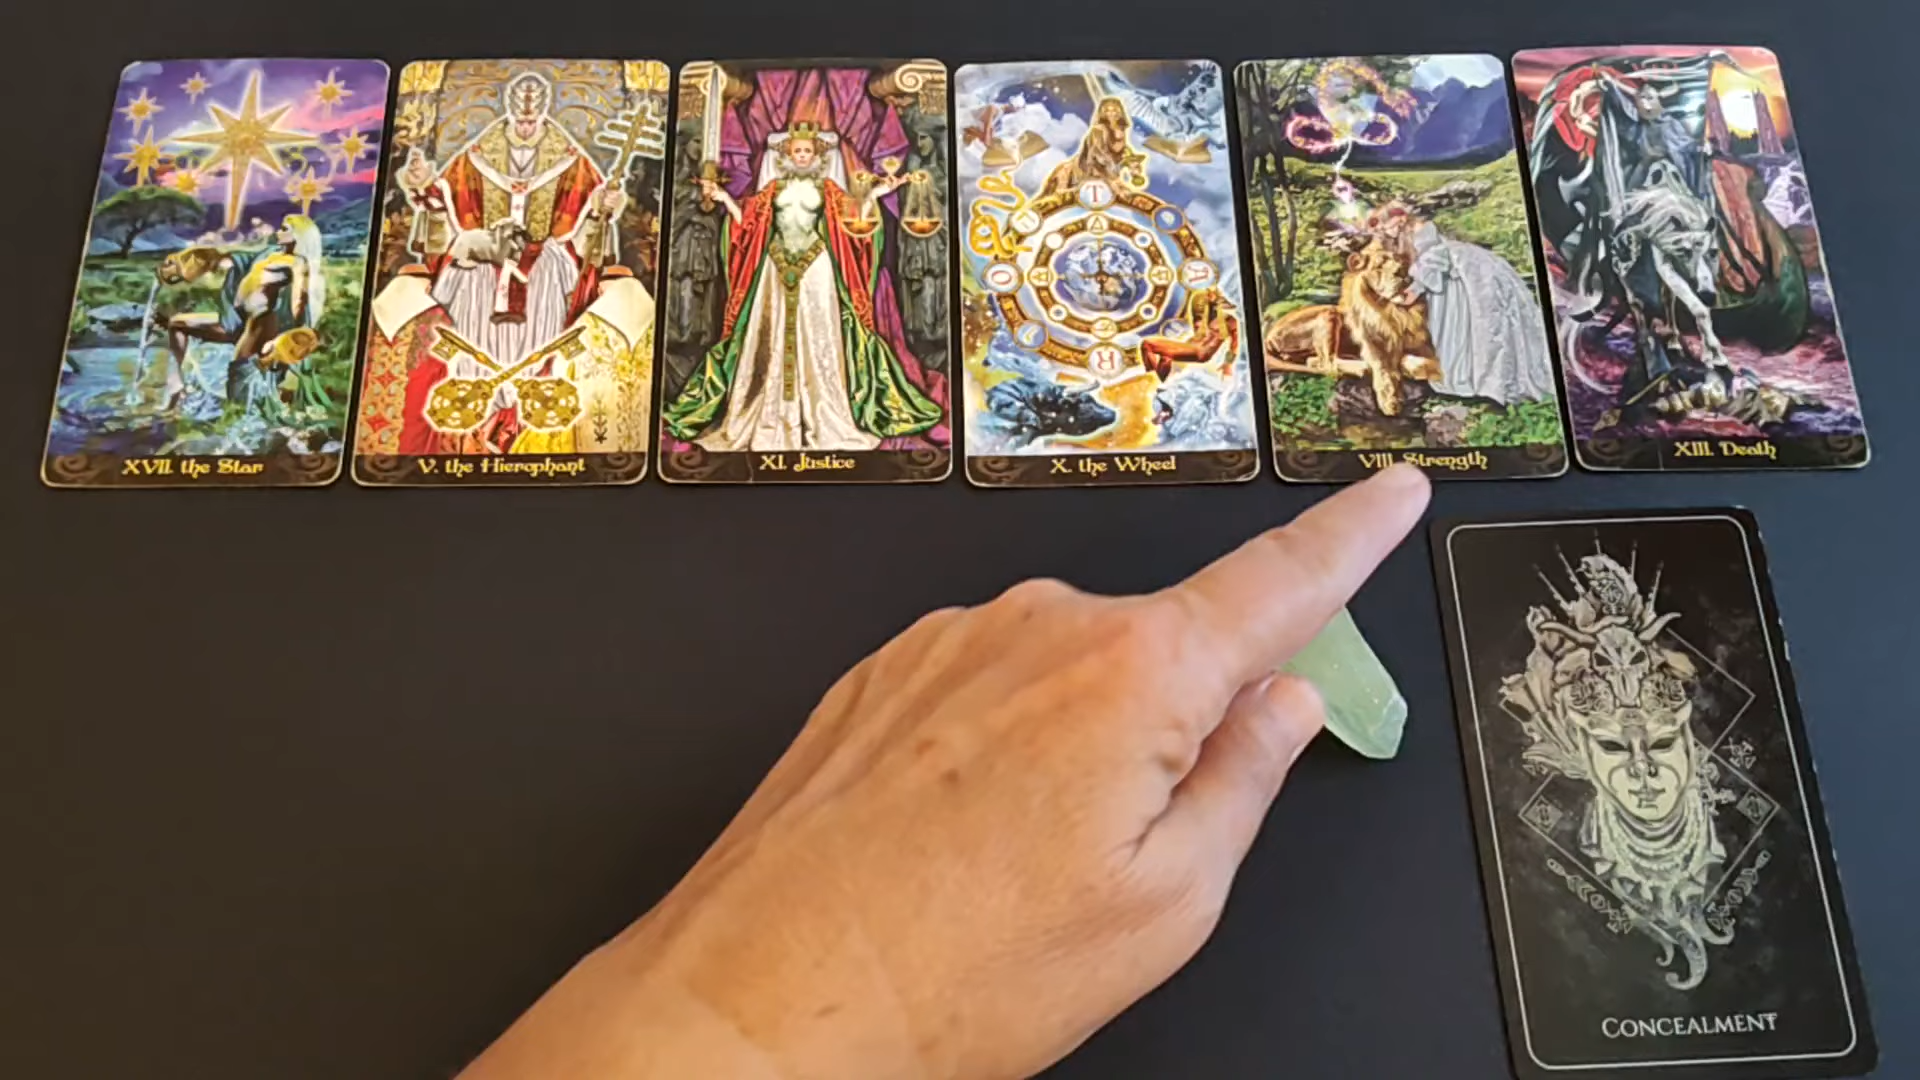 XVII. the Star
V. the Hierophant
XI. Justice
X. the Wheel
VIII. Strength
XIII. Death
T
A
R
O
CONCEALMENT